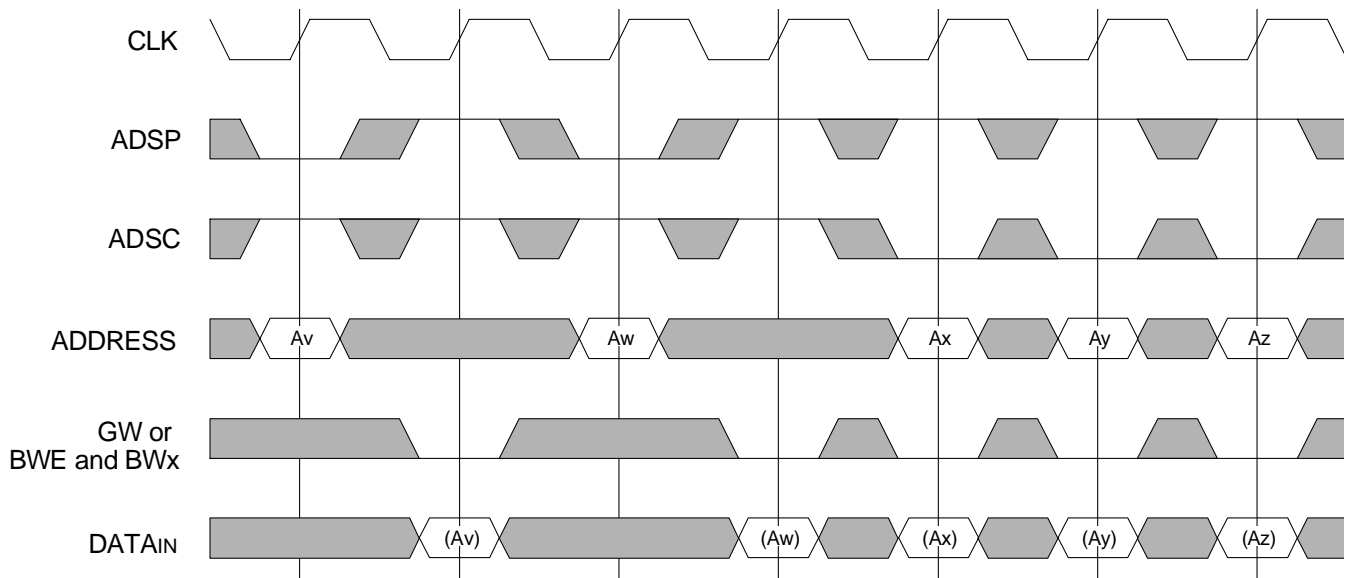 CLK
ADSP
ADSC
ADDRESS
Av
Aw
Ax
Ay
Az
GW or
BWE and BWx
DATAIN
(Av)
(Aw)
(Ax)
(Ay)
(Az)